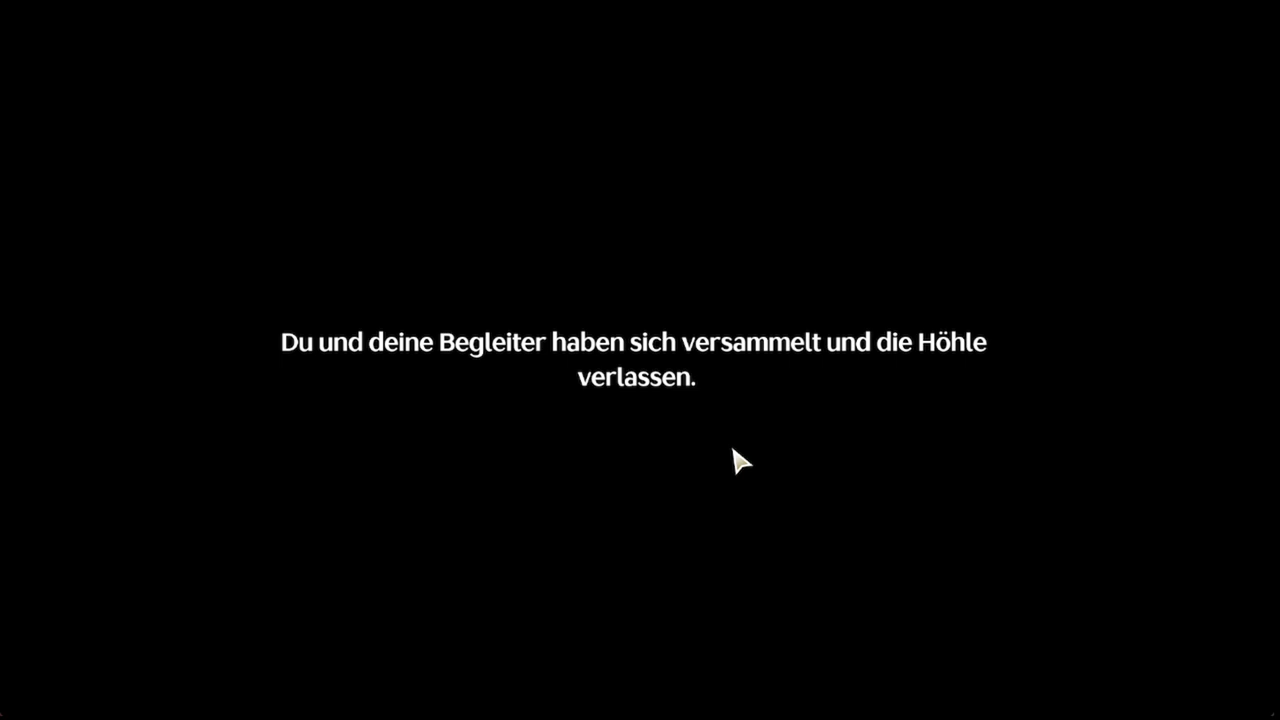 Du und deine Begleiter haben sich versammelt und die Höhle
verlassen.